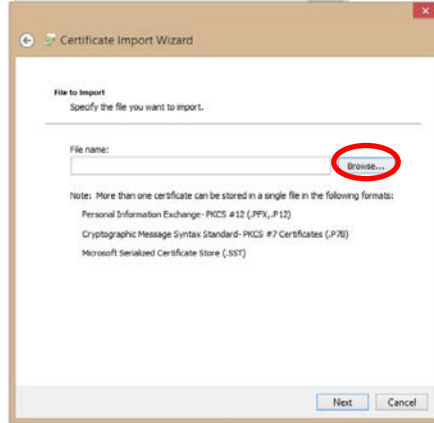 Certificate Import Wizard
File to Import
Specify the file you want to import.
File name:
Browse...
Note: More than one certificate can be stored in a single file in the following formats:
Personal Information Exchange- PKCS #12 (.PFX,.P12)
Cryptographic Message Syntax Standard- PKCS #7 Certificates (.P7B)
Microsoft Serialized Certificate Store (.SST)
Next Cancel